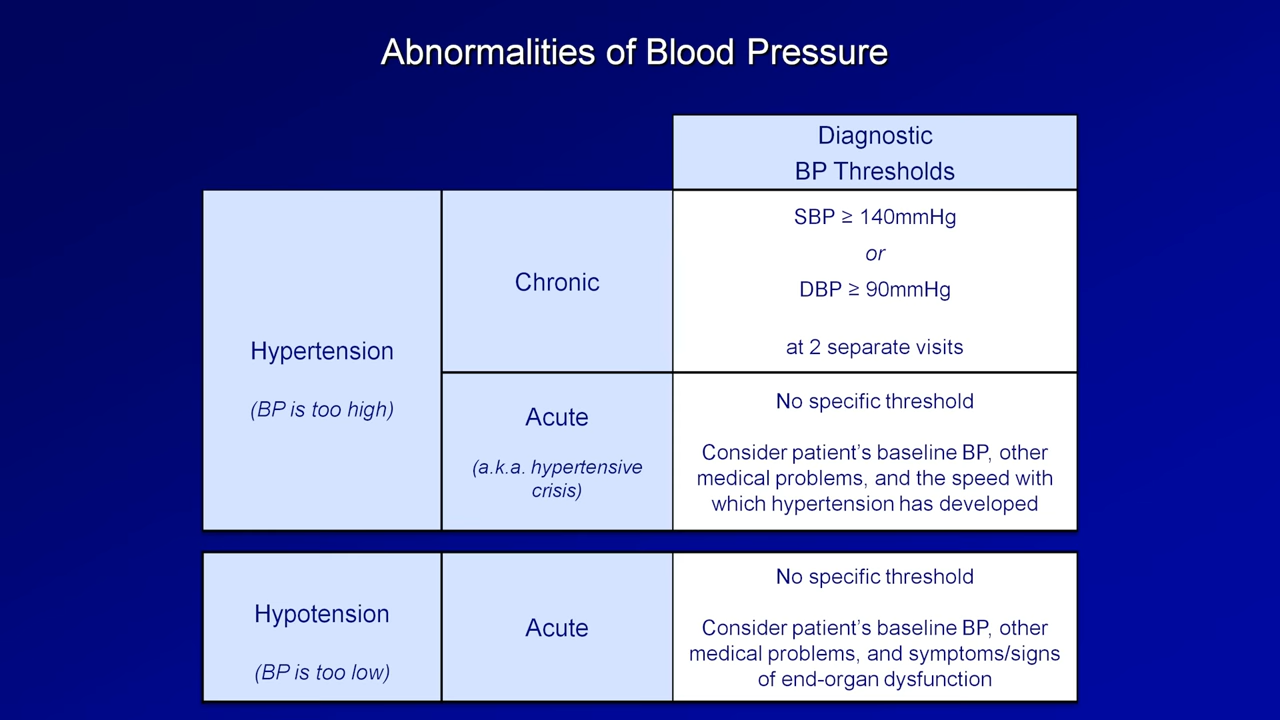 Abnormalities of Blood Pressure
Diagnostic
BP Thresholds
Hypertension
(BP is too high)
Chronic
SBP ≥ 140mmHg
or
DBP ≥ 90mmHg
at 2 separate visits
Acute
(a.k.a. hypertensive
crisis)
No specific threshold
Consider patient's baseline BP, other
medical problems, and the speed with
which hypertension has developed
Hypotension
(BP is too low)
Acute
No specific threshold
Consider patient's baseline BP, other
medical problems, and symptoms/signs
of end-organ dysfunction